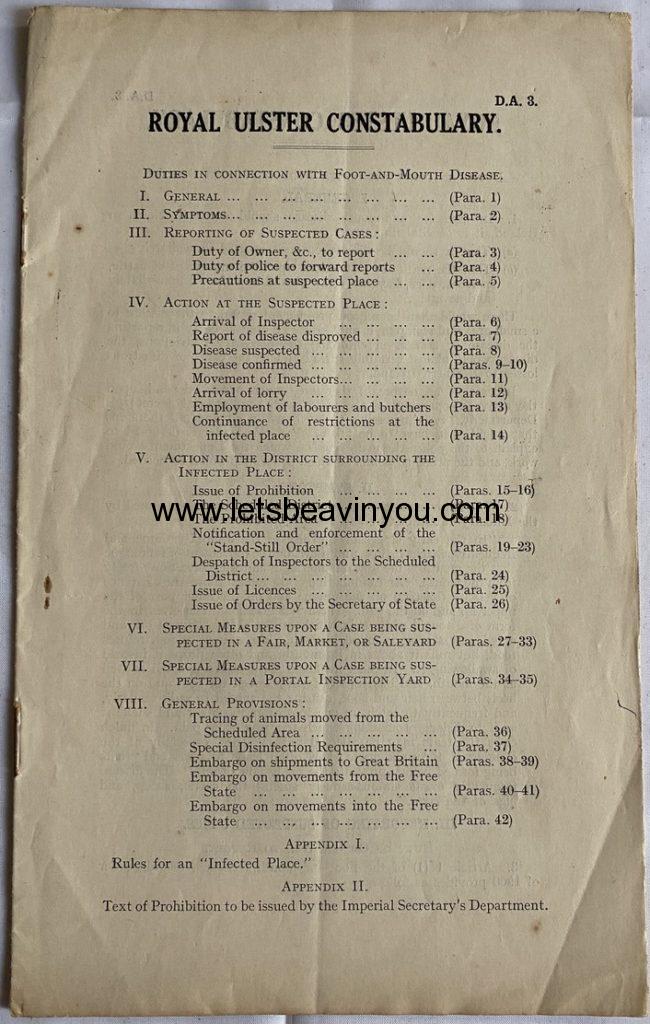 D.A. 3.
ROYAL ULSTER CONSTABULARY.
DUTIES IN CONNECTION WITH FOOT-AND-MOUTH DISEASE.
I. GENERAL ... ... ... ... ... ... ... ... (Para. 1)
II. SYMPTOMS... ... ... ... ... ... ... ... (Para. 2)
III. REPORTING OF SUSPECTED CASES :
Duty of Owner, &c., to report ... ... (Para. 3)
Duty of police to forward reports ... (Para. 4)
Precautions at suspected place ... ... (Para. 5)
IV. ACTION AT THE SUSPECTED PLACE :
Arrival of Inspector ... ... ... ... (Para. 6)
Report of disease disproved ... ... ... (Para. 7)
Disease suspected ... ... ... ... ... (Para. 8)
Disease confirmed ... ... ... ... ... (Paras. 9–10)
Movement of Inspectors... ... ... ... (Para. 11)
Arrival of lorry ... ... ... ... ... (Para. 12)
Employment of labourers and butchers (Para. 13)
Continuance of restrictions at the
infected place ... ... ... ... ... (Para. 14)
V. ACTION IN THE DISTRICT SURROUNDING THE
INFECTED PLACE :
Issue of Prohibition ... ... ... ... (Paras. 15–16)
www.letsbeavinyou.com
Notification and enforcement of the
"Stand-Still Order" ... ... ... ... (Paras. 19–23)
Despatch of Inspectors to the Scheduled
District ... ... ... ... ... ... ... (Para. 24)
Issue of Licences ... ... ... ... ... (Para. 25)
Issue of Orders by the Secretary of State (Para. 26)
VI. SPECIAL MEASURES UPON A CASE BEING SUS-
PECTED IN A FAIR, MARKET, OR SALEYARD (Paras. 27–33)
VII. SPECIAL MEASURES UPON A CASE BEING SUS-
PECTED IN A PORTAL INSPECTION YARD (Paras. 34–35)
VIII. GENERAL PROVISIONS :
Tracing of animals moved from the
Scheduled Area ... ... ... ... ... (Para. 36)
Special Disinfection Requirements ... (Para. 37)
Embargo on shipments to Great Britain (Paras. 38–39)
Embargo on movements from the Free
State ... ... ... ... ... ... ... (Paras. 40–41)
Embargo on movements into the Free
State ... ... ... ... ... ... ... (Para. 42)
APPENDIX I.
Rules for an "Infected Place."
APPENDIX II.
Text of Prohibition to be issued by the Imperial Secretary's Department.